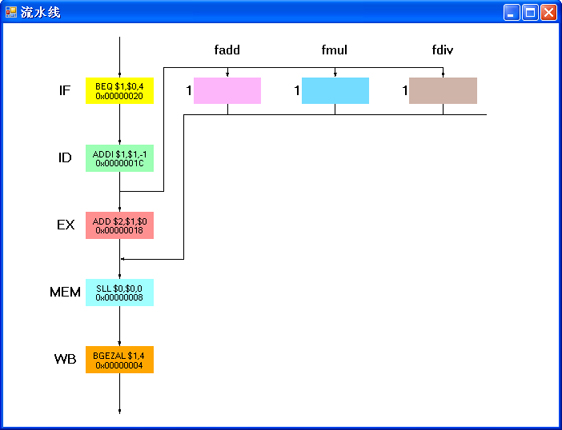 流水线
fadd fmul fdiv
IF BEQ $1,$0,4 1 1 1
0x00000020
ID ADDI $1,$1,-1
0x0000001C
EX ADD $2,$1,$0
0x00000018
MEM SLL $0,$0,0
0x00000008
WB BGEZAL $1,4
0x00000004